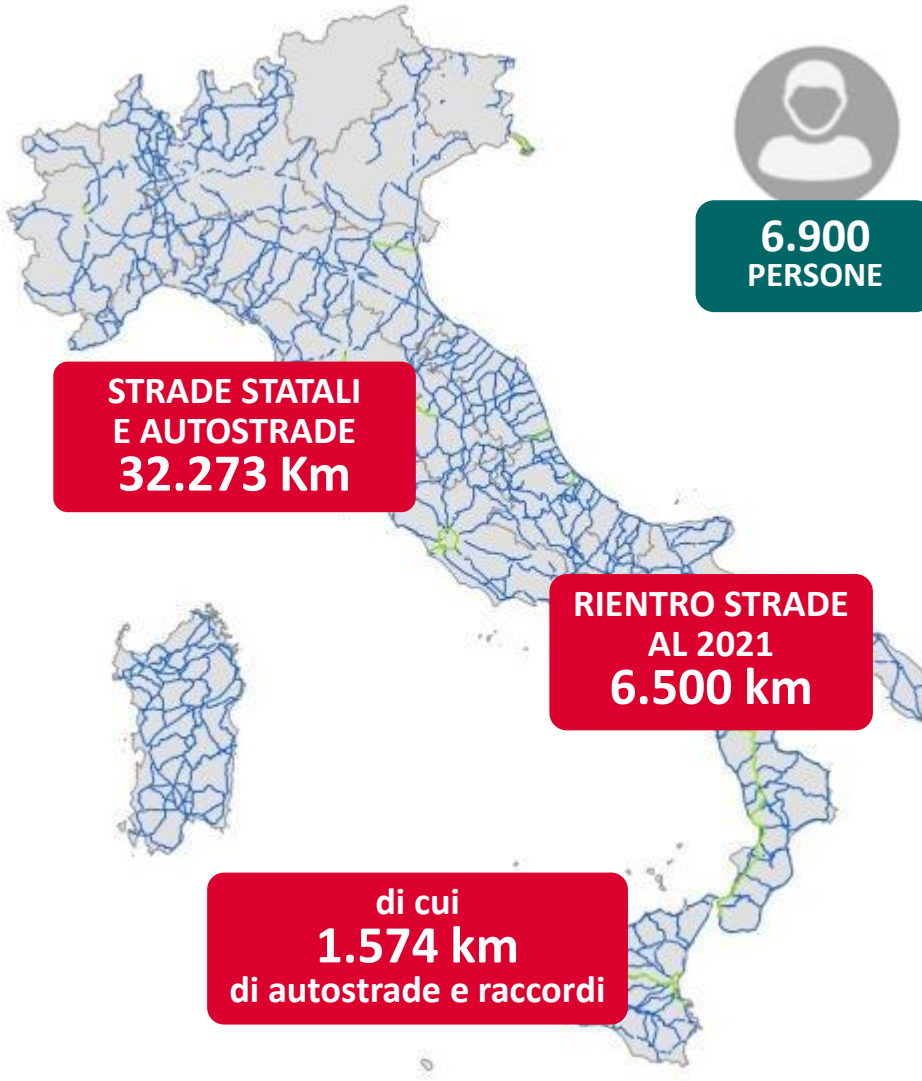 6.900
PERSONE
STRADE STATALI
E AUTOSTRADE
32.273 Km
RIENTRO STRADE
AL 2021
6.500 km
di cui
1.574 km
di autostrade e raccordi